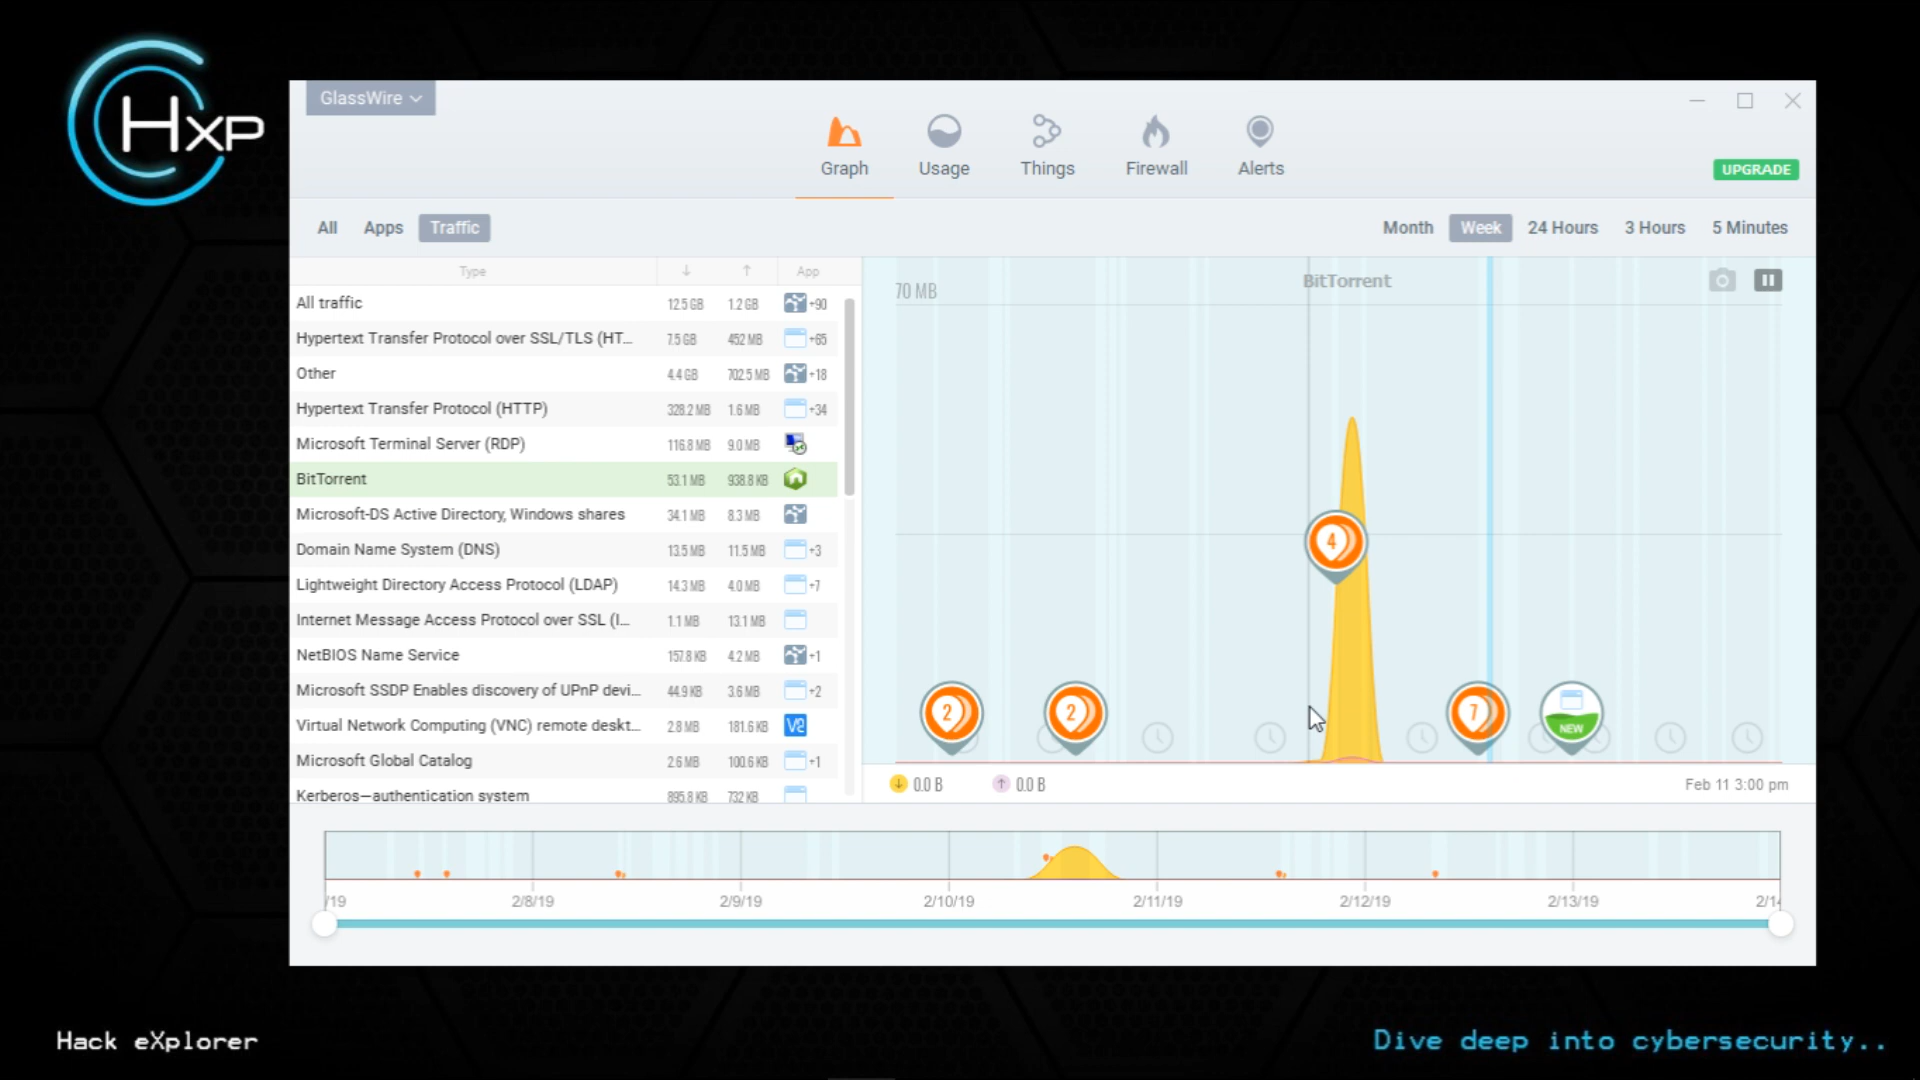 HXP
GlassWire
Graph
Usage
Things
Firewall
Alerts
UPGRADE
All
Apps
Traffic
Month
Week
24 Hours
3 Hours
5 Minutes
Type ↓ ↑ App
All traffic 12.5 GB 1.2 GB +90
Hypertext Transfer Protocol over SSL/TLS (HT... 7.5 GB 452 MB +65
Other 4.4 GB 702.5 MB +18
Hypertext Transfer Protocol (HTTP) 328.2 MB 1.6 MB +34
Microsoft Terminal Server (RDP) 116.8 MB 9.0 MB
BitTorrent 53.1 MB 938.8 KB
Microsoft-DS Active Directory, Windows shares 34.1 MB 8.3 MB
Domain Name System (DNS) 13.5 MB 11.5 MB +3
Lightweight Directory Access Protocol (LDAP) 14.3 MB 4.0 MB +7
Internet Message Access Protocol over SSL (I... 1.1 MB 13.1 MB
NetBIOS Name Service 157.8 KB 4.2 MB +1
Microsoft SSDP Enables discovery of UPnP devi... 44.9 KB 3.6 MB +2
Virtual Network Computing (VNC) remote deskt... 2.8 MB 181.6 KB V2
Microsoft Global Catalog 2.6 MB 100.6 KB +1
Kerberos—authentication system 895.8 KB 732 KB
BitTorrent
70 MB
4
2
2
7
NEW
↓ 0.0 B ↑ 0.0 B
Feb 11 3:00 pm
/19 2/8/19 2/9/19 2/10/19 2/11/19 2/12/19 2/13/19 2/14
Hack eXplorer
Dive deep into cybersecurity..